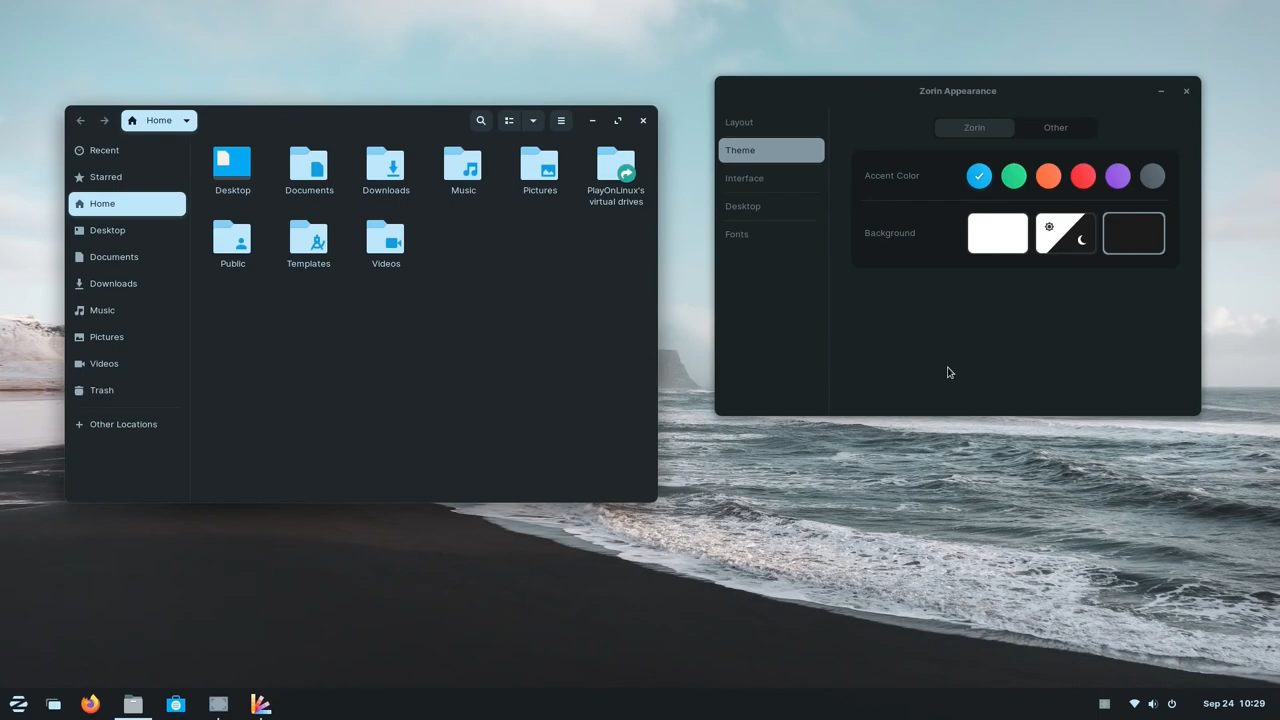 Home
Recent
Starred
Home
Desktop
Documents
Downloads
Music
Pictures
Videos
Trash
Other Locations
Desktop
Documents
Downloads
Music
Pictures
PlayOnLinux's
virtual drives
Public
Templates
Videos
Zorin Appearance
Layout
Theme
Interface
Desktop
Fonts
Zorin
Other
Accent Color
Background
Sep 24 10:29